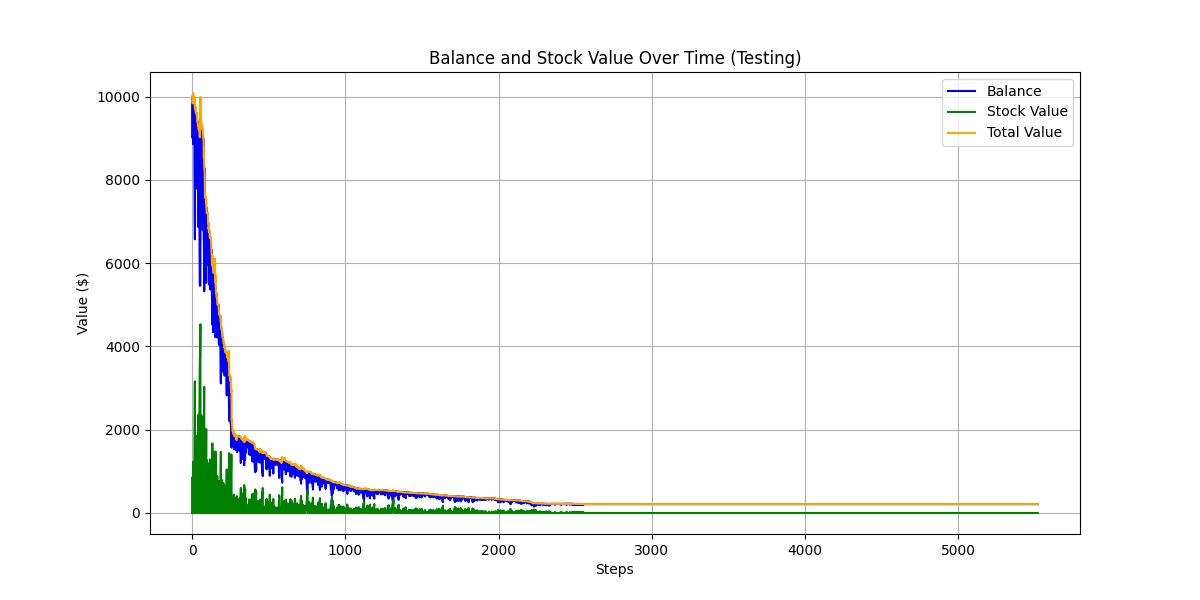 Balance and Stock Value Over Time (Testing)
Balance
Stock Value
Total Value
Value ($)
10000
8000
6000
4000
2000
0
0 1000 2000 3000 4000 5000
Steps